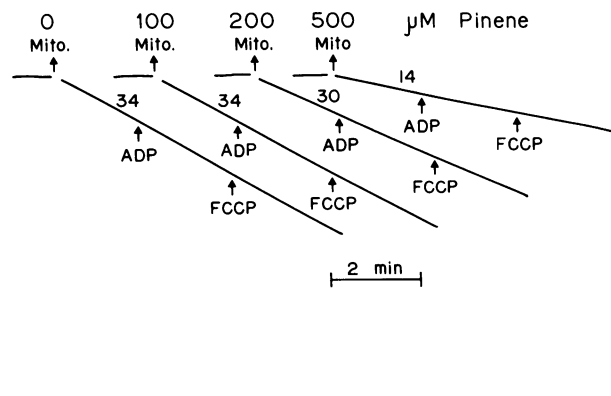 0 100 200 500 µM Pinene
Mito. Mito. Mito. Mito
34 34 30 14
ADP ADP ADP ADP
FCCP FCCP FCCP FCCP
2 min